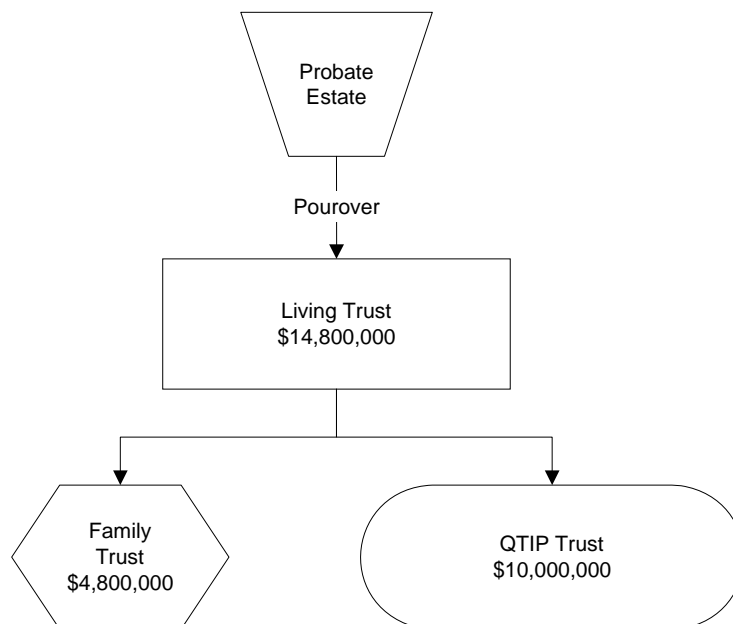 Probate
Estate
Pourover
Living Trust
$14,800,000
Family
Trust
$4,800,000
QTIP Trust
$10,000,000